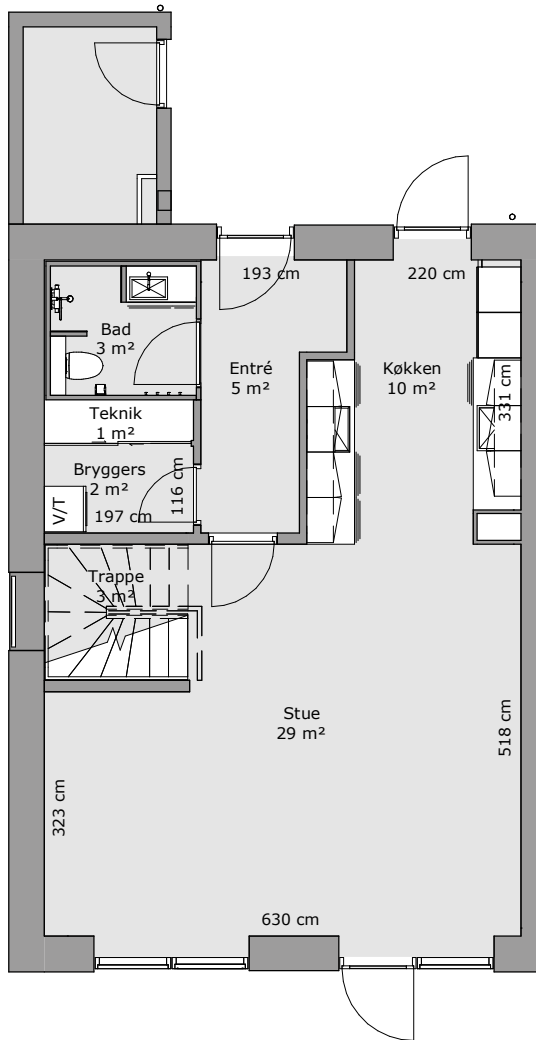 193 cm
220 cm
Bad
3 m²
Entré
5 m²
Køkken
10 m²
331 cm
Teknik
1 m²
Bryggers
2 m²
197 cm
116 cm
V/T
Trappe
3 m²
Stue
29 m²
518 cm
323 cm
630 cm